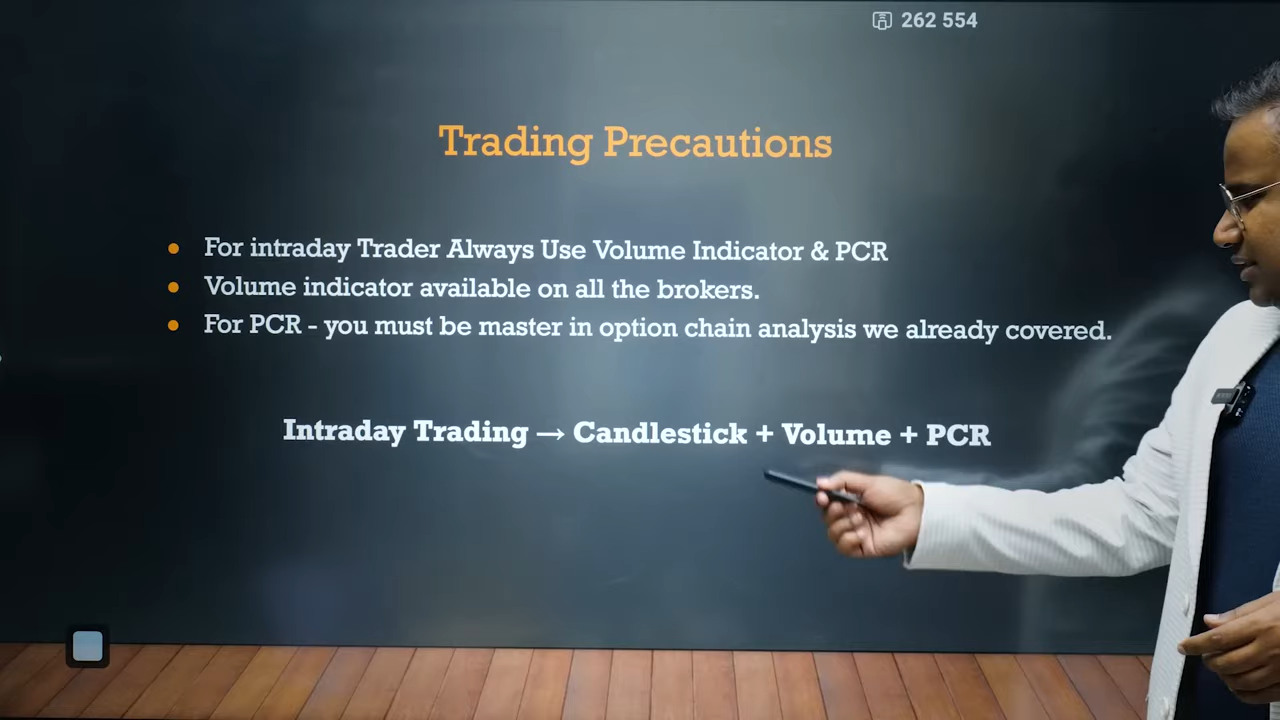 262 554
Trading Precautions
• For intraday Trader Always Use Volume Indicator & PCR
• Volume indicator available on all the brokers.
• For PCR - you must be master in option chain analysis we already covered.
Intraday Trading → Candlestick + Volume + PCR